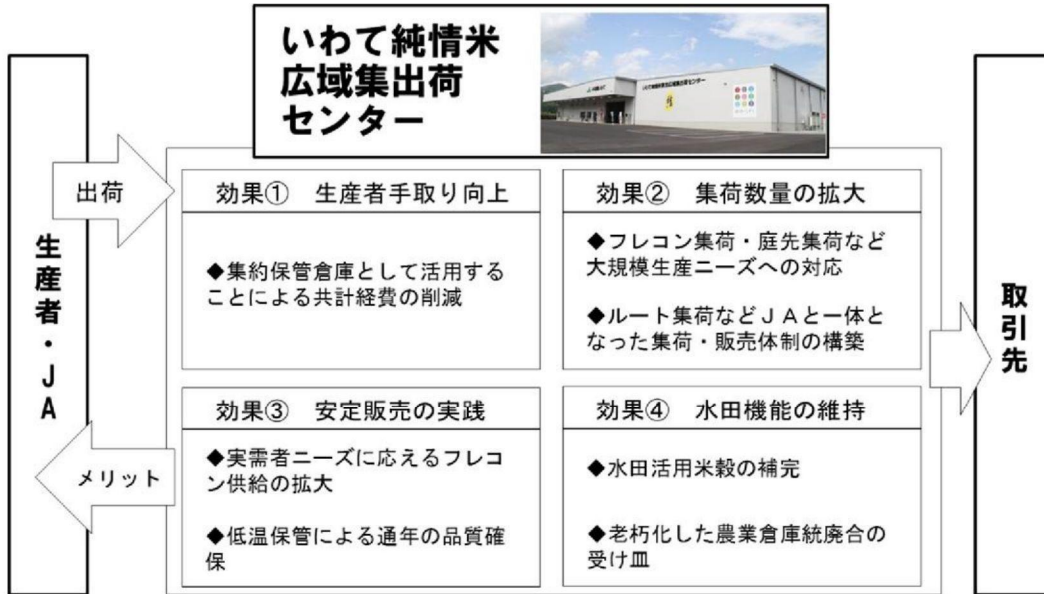 いわて純情米
広域集出荷
センター
出荷
生産者・JA
メリット
効果① 生産者手取り向上
◆集約保管倉庫として活用する
ことによる共計経費の削減
効果② 集荷数量の拡大
◆フレコン集荷・庭先集荷など
大規模生産ニーズへの対応
◆ルート集荷などJAと一体と
なった集荷・販売体制の構築
効果③ 安定販売の実践
◆実需者ニーズに応えるフレコ
ン供給の拡大
◆低温保管による通年の品質確
保
効果④ 水田機能の維持
◆水田活用米穀の補完
◆老朽化した農業倉庫統廃合の
受け皿
取引先